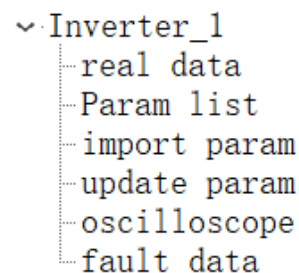 Inverter_1
real data
Param list
import param
update param
oscilloscope
fault data